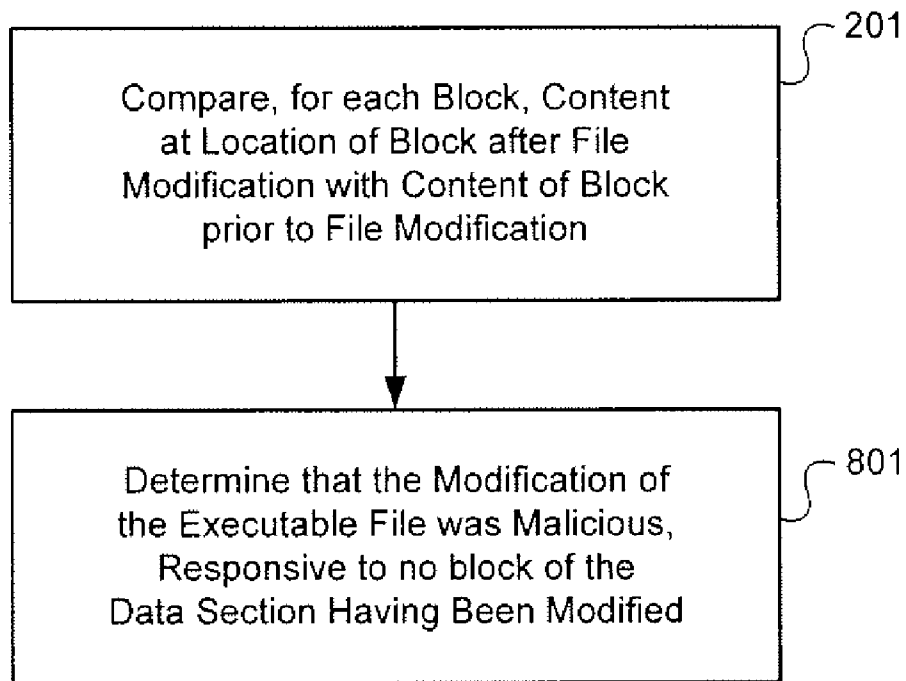 201
Compare, for each Block, Content
at Location of Block after File
Modification with Content of Block
prior to File Modification
801
Determine that the Modification of
the Executable File was Malicious,
Responsive to no block of the
Data Section Having Been Modified